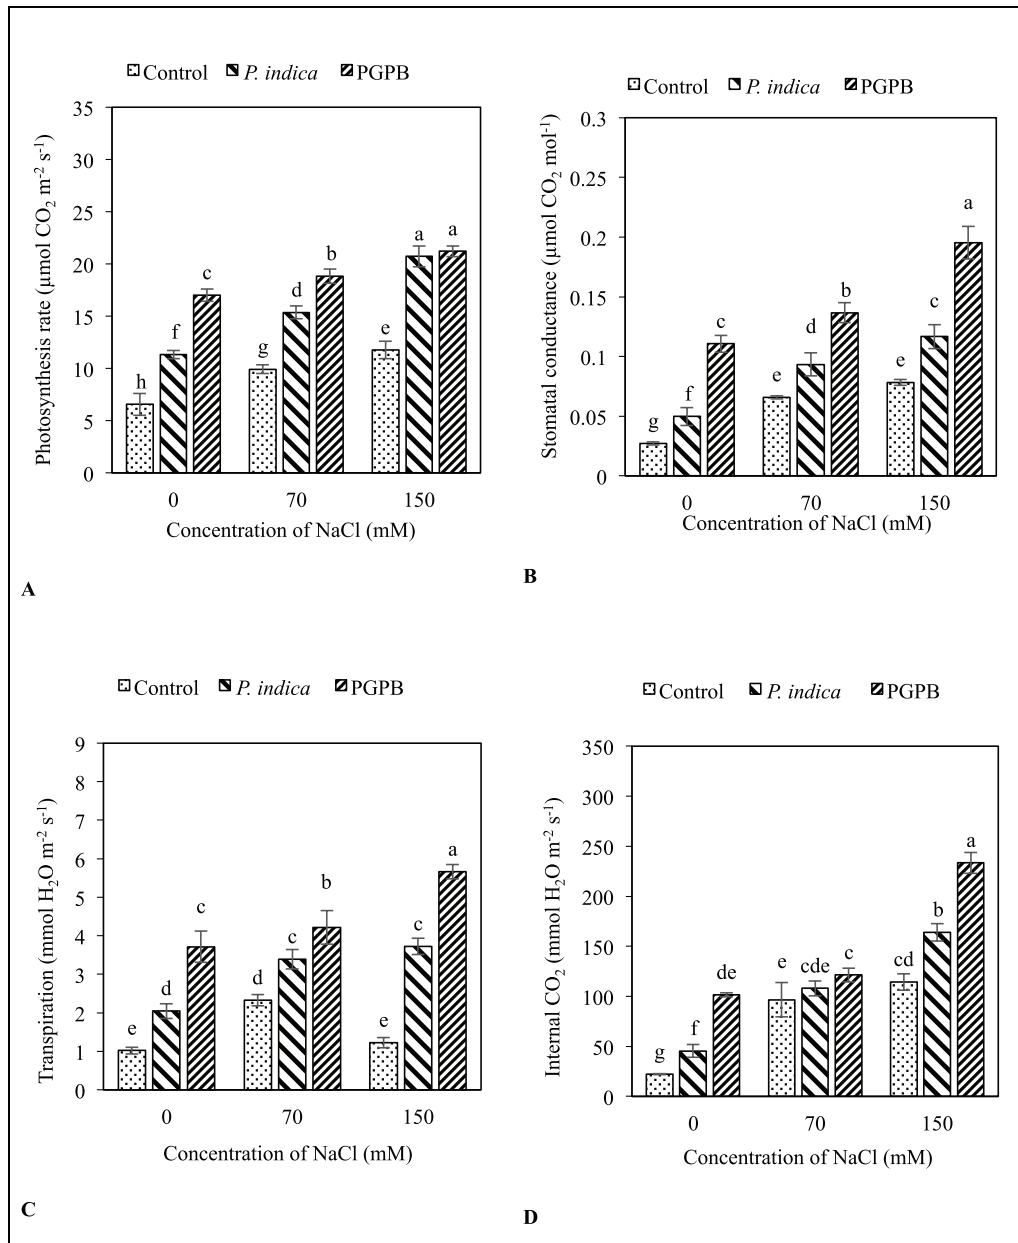 Control P. indica PGPB
35
30
25
20
15
10
5
0
Photosynthesis rate (µmol CO₂ m⁻² s⁻¹)
h f c g d b e a a
0 70 150
Concentration of NaCl (mM)
A
Control P. indica PGPB
0.3
0.25
0.2
0.15
0.1
0.05
0
Stomatal conductance (µmol CO₂ mol⁻¹)
g f c e d b e c a
0 70 150
Concentration of NaCl (mM)
B
Control P. indica PGPB
9
8
7
6
5
4
3
2
1
0
Transpiration (mmol H₂O m⁻² s⁻¹)
e d c d c b e c a
0 70 150
Concentration of NaCl (mM)
C
Control P. indica PGPB
350
300
250
200
150
100
50
0
Internal CO₂ (mmol H₂O m⁻² s⁻¹)
g f de e cde c cd b a
0 70 150
Concentration of NaCl (mM)
D